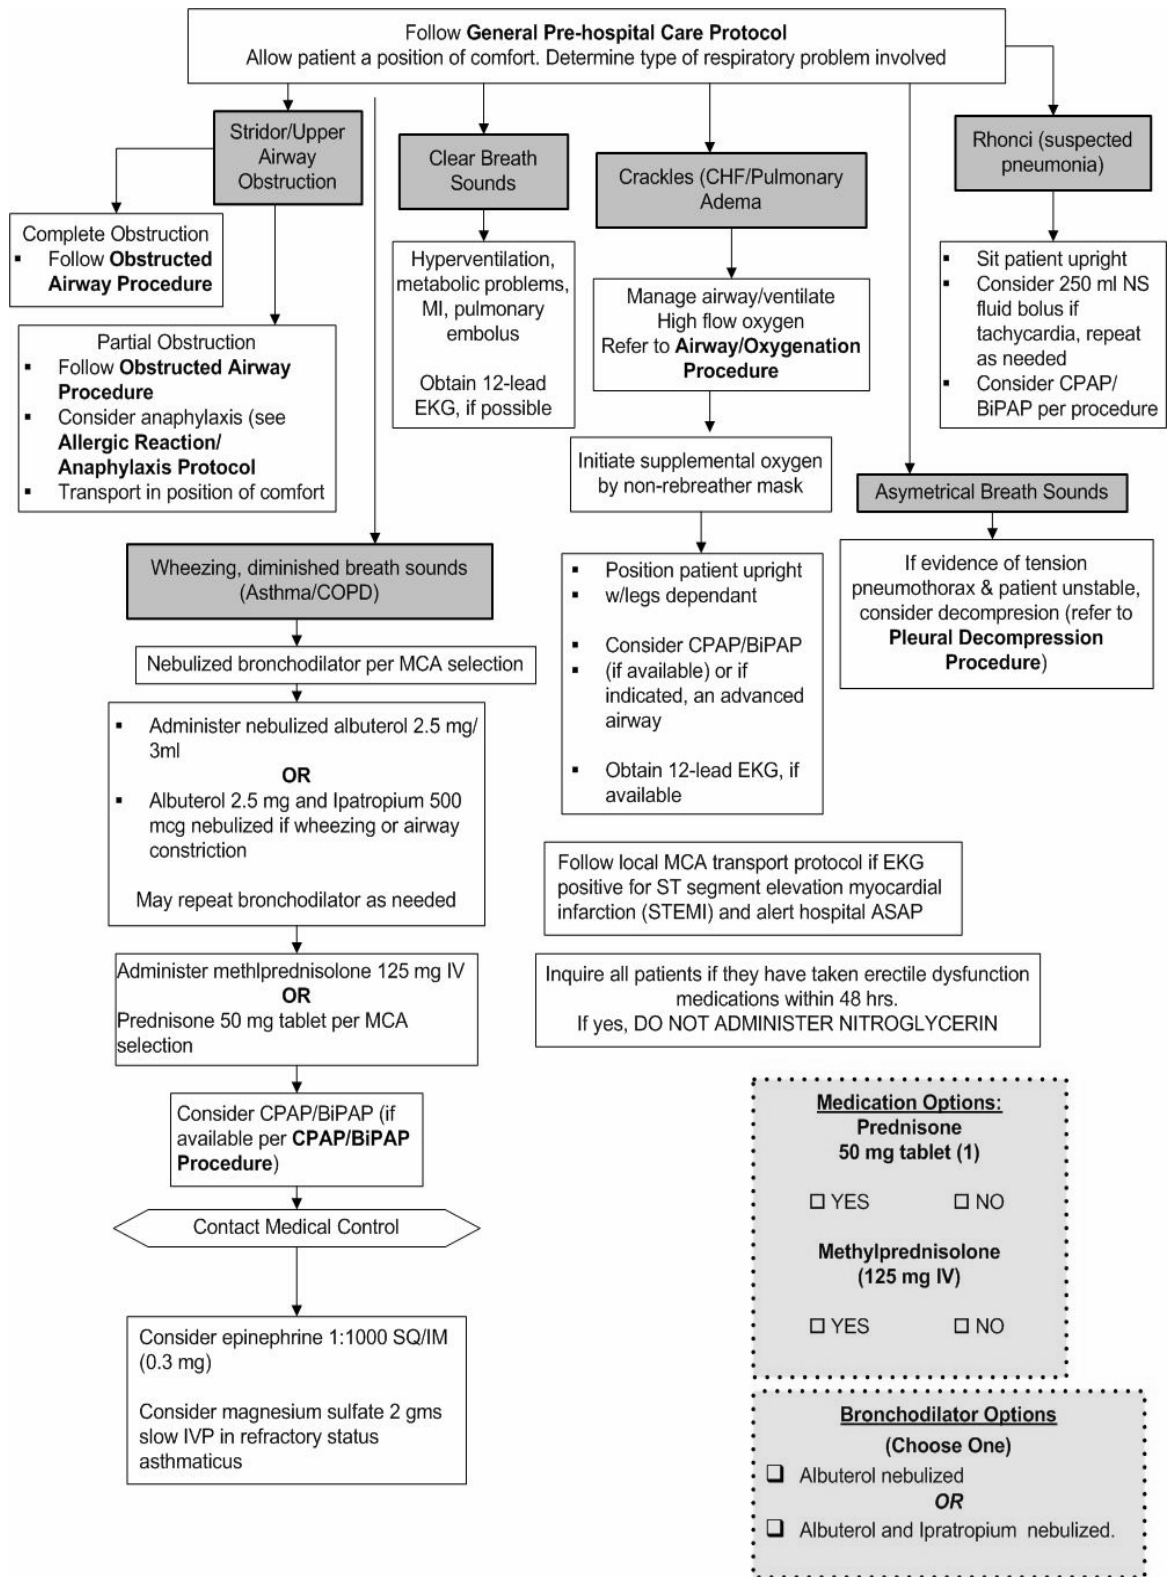 Follow General Pre-hospital Care Protocol
Allow patient a position of comfort. Determine type of respiratory problem involved
Stridor/Upper
Airway
Obstruction
Complete Obstruction
▪ Follow Obstructed
Airway Procedure
Partial Obstruction
▪ Follow Obstructed Airway
Procedure
▪ Consider anaphylaxis (see
Allergic Reaction/
Anaphylaxis Protocol
▪ Transport in position of comfort
Clear Breath
Sounds
Hyperventilation,
metabolic problems,
MI, pulmonary
embolus
Obtain 12-lead
EKG, if possible
Crackles (CHF/Pulmonary
Adema
Manage airway/ventilate
High flow oxygen
Refer to Airway/Oxygenation
Procedure
Initiate supplemental oxygen
by non-rebreather mask
▪ Position patient upright
▪ w/legs dependant
▪ Consider CPAP/BiPAP
▪ (if available) or if
indicated, an advanced
airway
▪ Obtain 12-lead EKG, if
available
Rhonci (suspected
pneumonia)
▪ Sit patient upright
▪ Consider 250 ml NS
fluid bolus if
tachycardia, repeat
as needed
▪ Consider CPAP/
BiPAP per procedure
Asymetrical Breath Sounds
If evidence of tension
pneumothorax & patient unstable,
consider decompresion (refer to
Pleural Decompression
Procedure)
Wheezing, diminished breath sounds
(Asthma/COPD)
Nebulized bronchodilator per MCA selection
▪ Administer nebulized albuterol 2.5 mg/
3ml
OR
▪ Albuterol 2.5 mg and Ipatropium 500
mcg nebulized if wheezing or airway
constriction
May repeat bronchodilator as needed
Administer methlprednisolone 125 mg IV
OR
Prednisone 50 mg tablet per MCA
selection
Consider CPAP/BiPAP (if
available per CPAP/BiPAP
Procedure)
Contact Medical Control
Consider epinephrine 1:1000 SQ/IM
(0.3 mg)
Consider magnesium sulfate 2 gms
slow IVP in refractory status
asthmaticus
Follow local MCA transport protocol if EKG
positive for ST segment elevation myocardial
infarction (STEMI) and alert hospital ASAP
Inquire all patients if they have taken erectile dysfunction
medications within 48 hrs.
If yes, DO NOT ADMINISTER NITROGLYCERIN
Medication Options:
Prednisone
50 mg tablet (1)
☐ YES ☐ NO
Methylprednisolone
(125 mg IV)
☐ YES ☐ NO
Bronchodilator Options
(Choose One)
❑ Albuterol nebulized
OR
❑ Albuterol and Ipratropium nebulized.